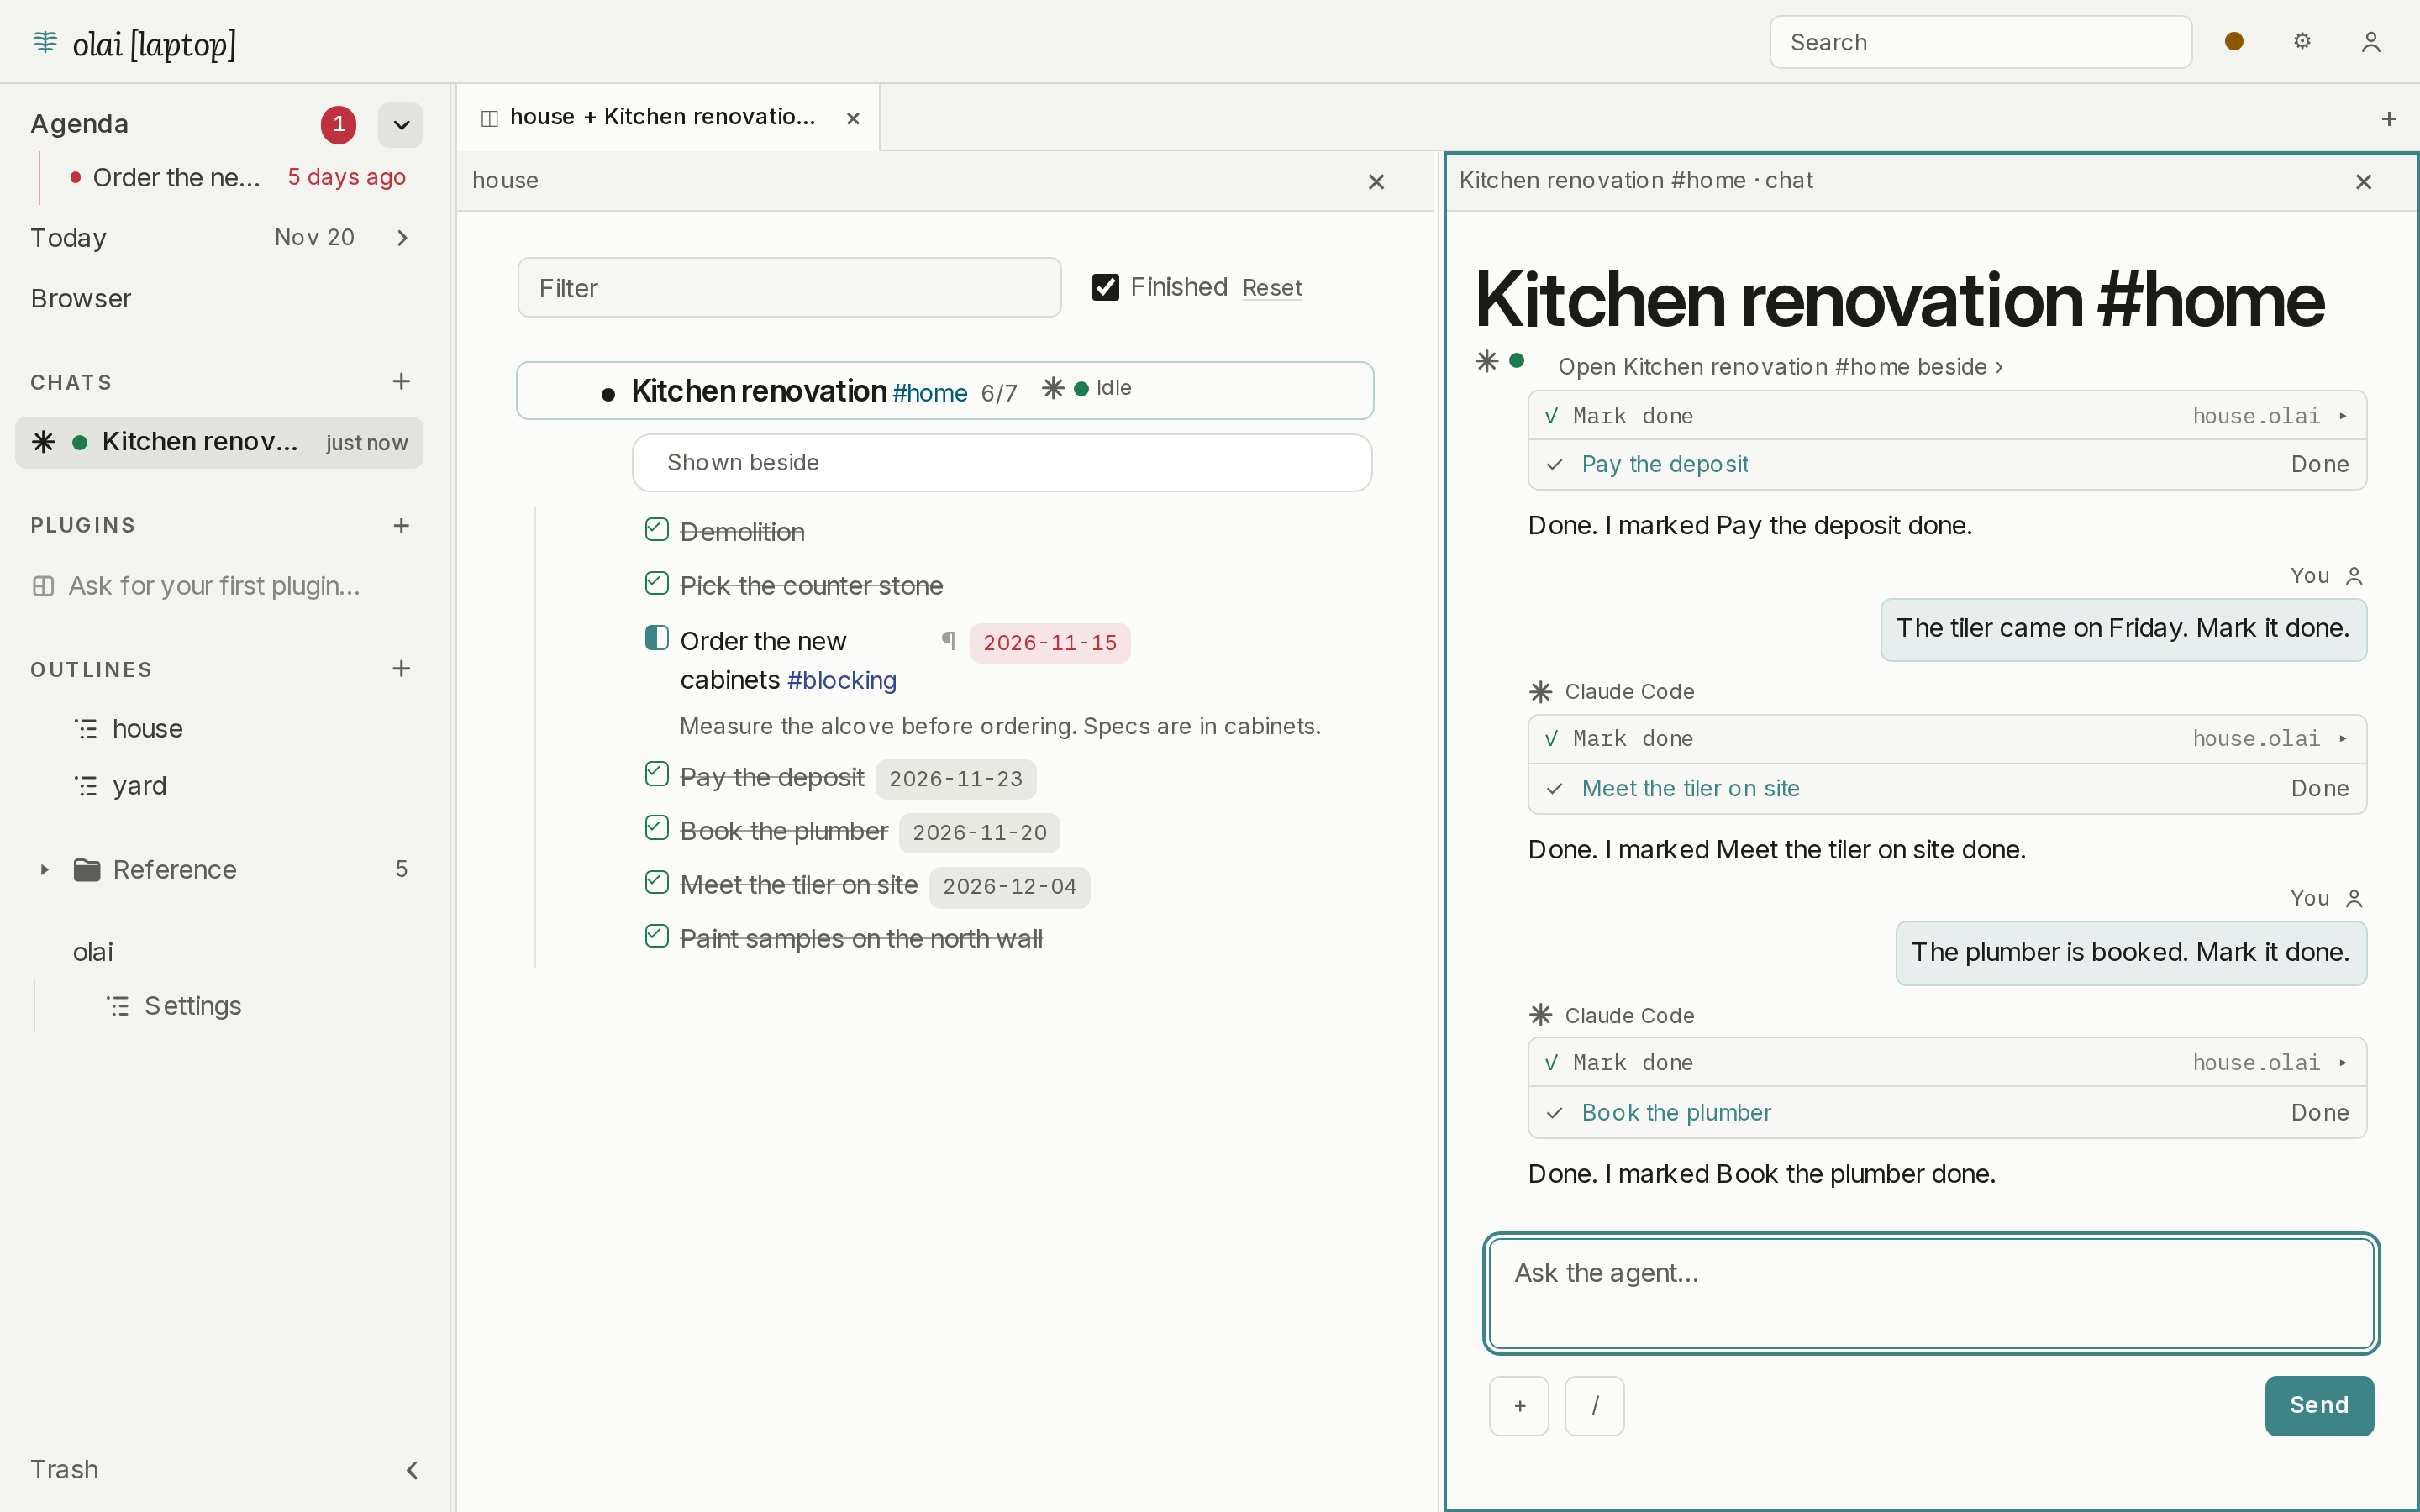 olai [laptop]
Search
Agenda
1
Order the ne...
5 days ago
Today
Nov 20
Browser
CHATS
Kitchen renov...
just now
PLUGINS
Ask for your first plugin...
OUTLINES
house
yard
Reference
5
olai
Settings
Trash
house + Kitchen renovatio...
house
Filter
Finished
Reset
Kitchen renovation #home 6/7
Idle
Shown beside
Demolition
Pick the counter stone
Order the new
cabinets #blocking
¶
2026-11-15
Measure the alcove before ordering. Specs are in cabinets.
Pay the deposit 2026-11-23
Book the plumber 2026-11-20
Meet the tiler on site 2026-12-04
Paint samples on the north wall
Kitchen renovation #home · chat
Kitchen renovation #home
Open Kitchen renovation #home beside ›
Mark done
house.olai
Pay the deposit
Done
Done. I marked Pay the deposit done.
You
The tiler came on Friday. Mark it done.
Claude Code
Mark done
house.olai
Meet the tiler on site
Done
Done. I marked Meet the tiler on site done.
You
The plumber is booked. Mark it done.
Claude Code
Mark done
house.olai
Book the plumber
Done
Done. I marked Book the plumber done.
Ask the agent...
+
/
Send